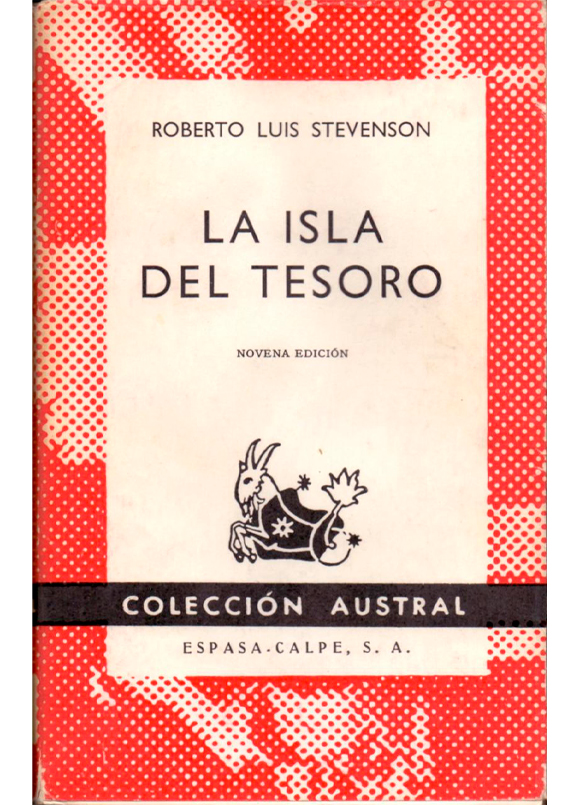 ROBERTO LUIS STEVENSON
LA ISLA
DEL TESORO
NOVENA EDICIÓN
COLECCIÓN AUSTRAL
ESPASA-CALPE, S. A.